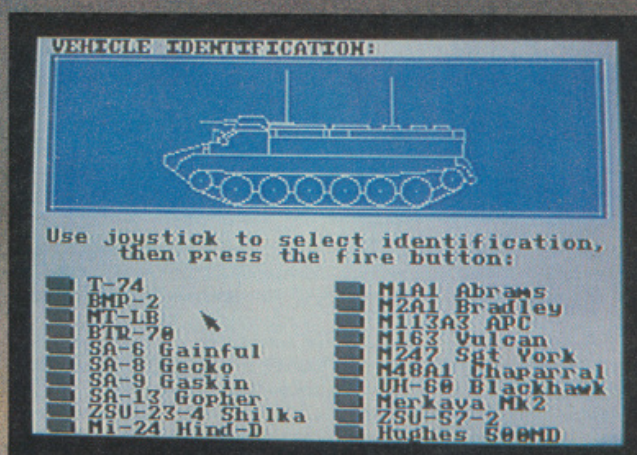 VEHICLE IDENTIFICATION:
Use joystick to select identification,
then press the fire button:
T-74
BMP-2
MT-LB
BTR-70
SA-6 Gainful
SA-8 Gecko
SA-9 Gaskin
SA-13 Gopher
ZSU-23-4 Shilka
Mi-24 Hind-D
M1A1 Abrams
M2A1 Bradley
M113A3 APC
M163 Vulcan
M247 Sgt York
M48A1 Chaparral
UH-60 Blackhawk
Merkava Mk2
ZSU-57-2
Hughes 500MD